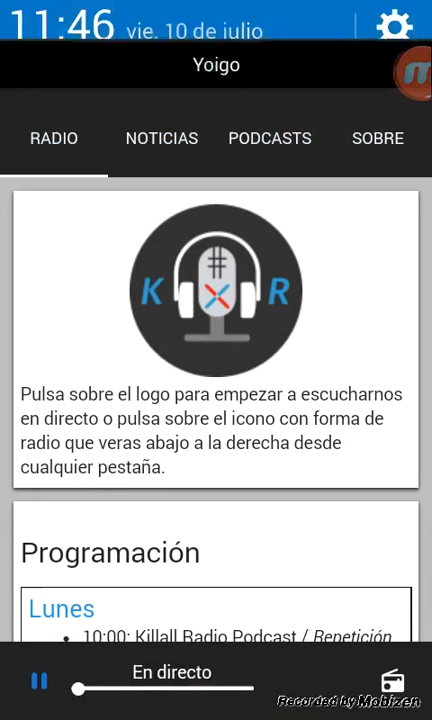 11:46 vie. 10 de julio
Yoigo
RADIO NOTICIAS PODCASTS SOBRE
K R
Pulsa sobre el logo para empezar a escucharnos
en directo o pulsa sobre el icono con forma de
radio que veras abajo a la derecha desde
cualquier pestaña.
Programación
Lunes
• 10:00: Killall Radio Podcast / Repetición
En directo
Recorded by Mobizen